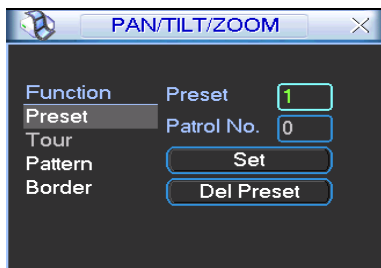 PAN/TILT/ZOOM
Function
Preset
Tour
Pattern
Border
Preset 1
Patrol No. 0
Set
Del Preset